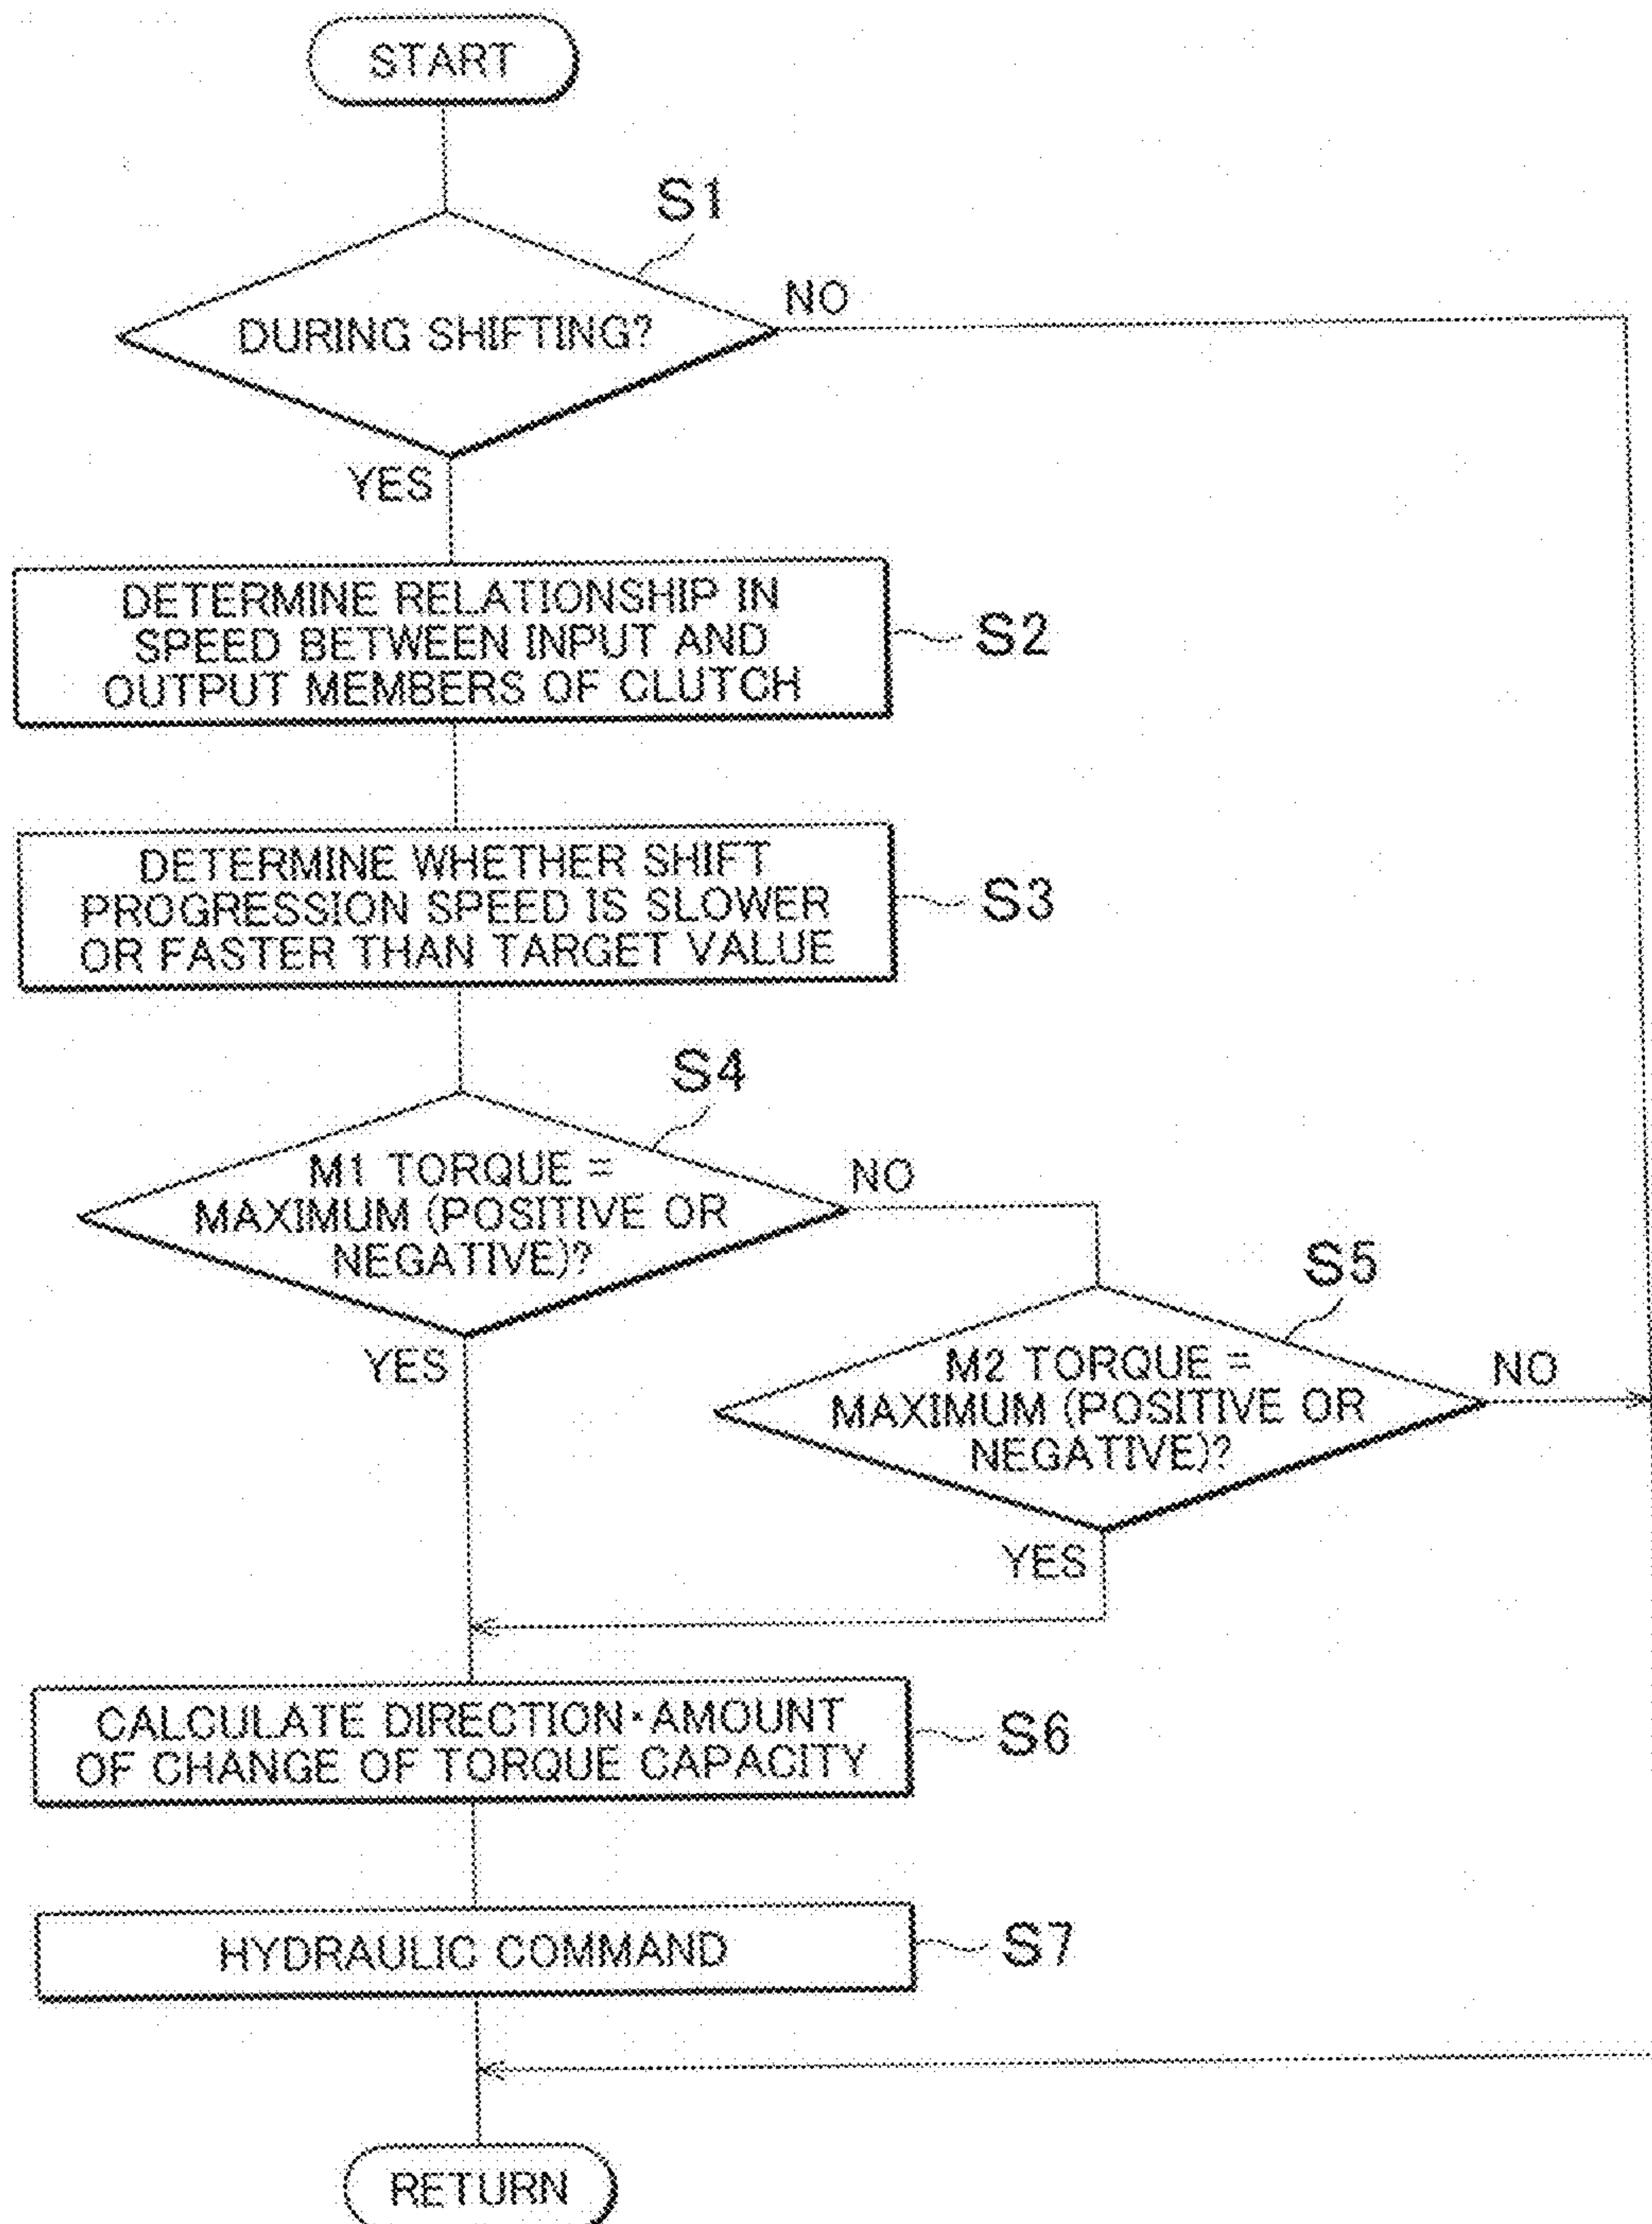 START
S1
DURING SHIFTING?
NO
YES
DETERMINE RELATIONSHIP IN
SPEED BETWEEN INPUT AND
OUTPUT MEMBERS OF CLUTCH
S2
DETERMINE WHETHER SHIFT
PROGRESSION SPEED IS SLOWER
OR FASTER THAN TARGET VALUE
S3
S4
M1 TORQUE =
MAXIMUM (POSITIVE OR
NEGATIVE)?
NO
YES
S5
M2 TORQUE =
MAXIMUM (POSITIVE OR
NEGATIVE)?
NO
YES
CALCULATE DIRECTION・AMOUNT
OF CHANGE OF TORQUE CAPACITY
S6
HYDRAULIC COMMAND
S7
RETURN